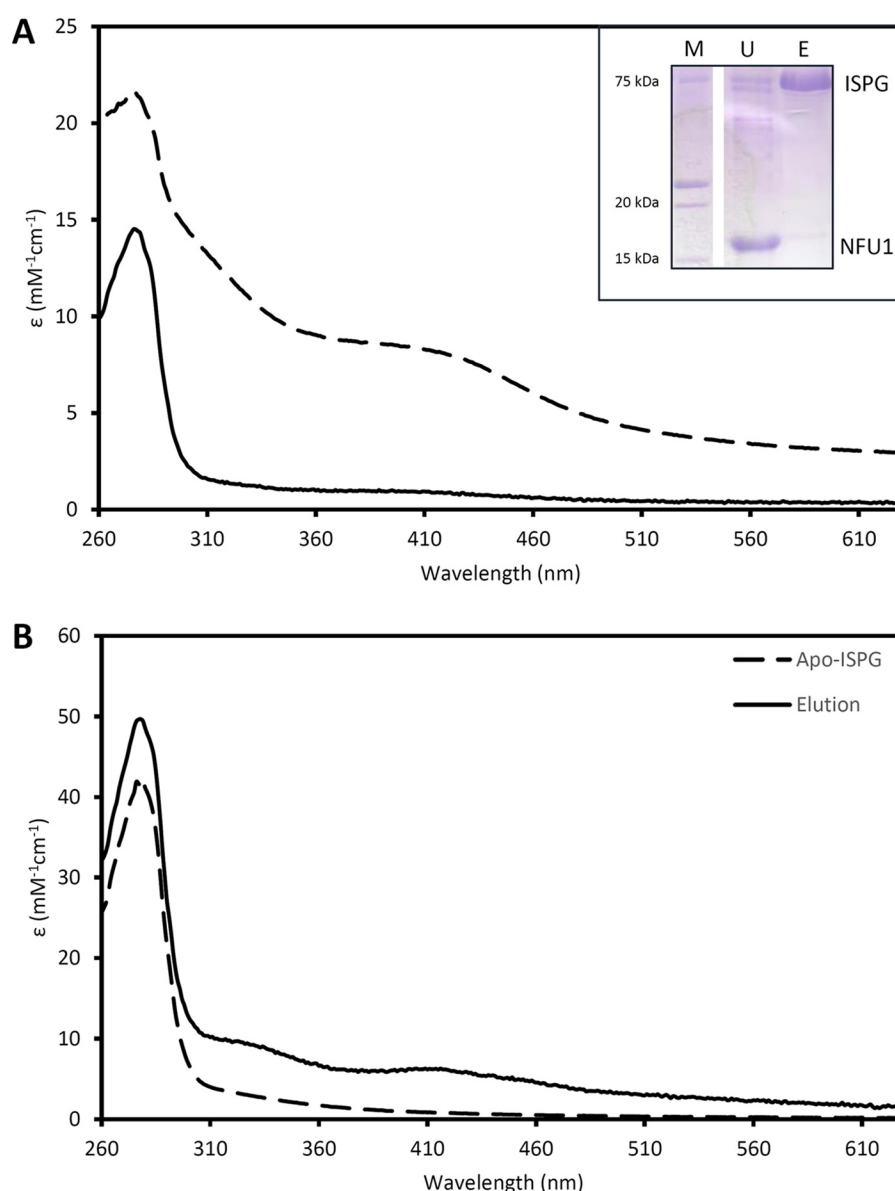 A
25
20
15
10
5
0
ε (mM-1cm-1)
260 310 360 410 460 510 560 610
Wavelength (nm)
M U E
75 kDa ISPG
20 kDa
15 kDa NFU1
B
60
50
40
30
20
10
0
ε (mM-1cm-1)
Apo-ISPG
Elution
260 310 360 410 460 510 560 610
Wavelength (nm)